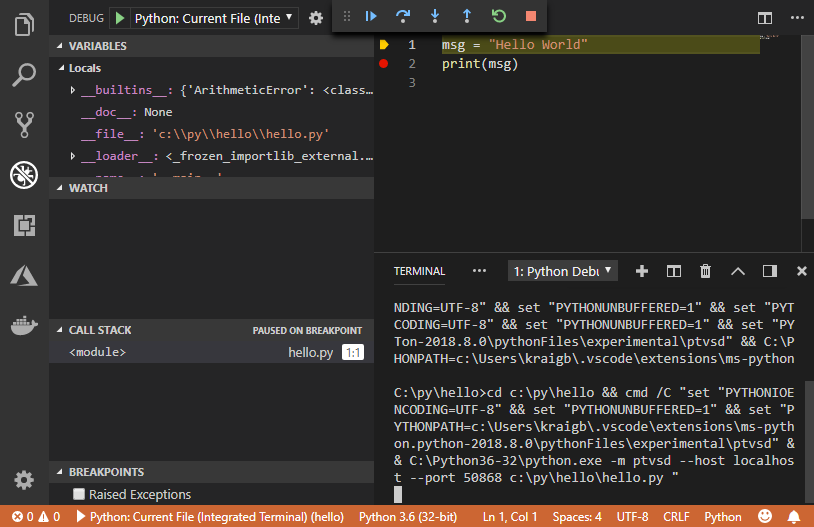 DEBUG Python: Current File (Inte
VARIABLES
Locals
__builtins__: {'ArithmeticError': <class…
__doc__: None
__file__: 'c:\\py\\hello\\hello.py'
__loader__: <_frozen_importlib_external.…
WATCH
CALL STACK PAUSED ON BREAKPOINT
<module> hello.py 1:1
BREAKPOINTS
Raised Exceptions
1 msg = "Hello World"
2 print(msg)
3
TERMINAL ••• 1: Python Debu
NDING=UTF-8" && set "PYTHONUNBUFFERED=1" && set "PYT
CODING=UTF-8" && set "PYTHONUNBUFFERED=1" && set "PY
Ton-2018.8.0\pythonFiles\experimental\ptvsd" && C:\P
HONPATH=c:\Users\kraigb\.vscode\extensions\ms-python
C:\py\hello>cd c:\py\hello && cmd /C "set "PYTHONIOE
NCODING=UTF-8" && set "PYTHONUNBUFFERED=1" && set "P
YTHONPATH=c:\Users\kraigb\.vscode\extensions\ms-pyth
on.python-2018.8.0\pythonFiles\experimental\ptvsd" &
& C:\Python36-32\python.exe -m ptvsd --host localhos
t --port 50868 c:\py\hello\hello.py "
0 0 Python: Current File (Integrated Terminal) (hello) Python 3.6 (32-bit) Ln 1, Col 1 Spaces: 4 UTF-8 CRLF Python